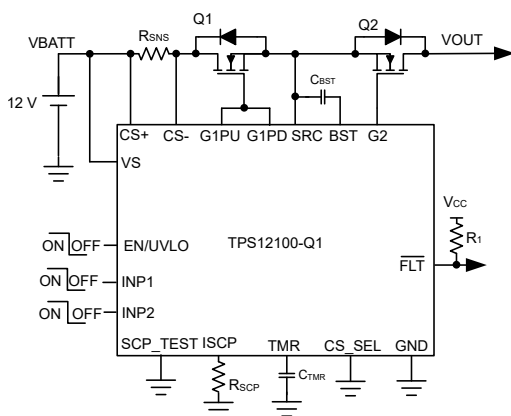 Q1
Q2
RSNS
VBATT
VOUT
CBST
12 V
CS+
CS-
G1PU
G1PD
SRC
BST
G2
VS
VCC
TPS12100-Q1
R1
ON OFF
EN/UVLO
FLT
ON OFF
INP1
ON OFF
INP2
SCP_TEST
ISCP
TMR
CS_SEL
GND
RSCP
CTMR